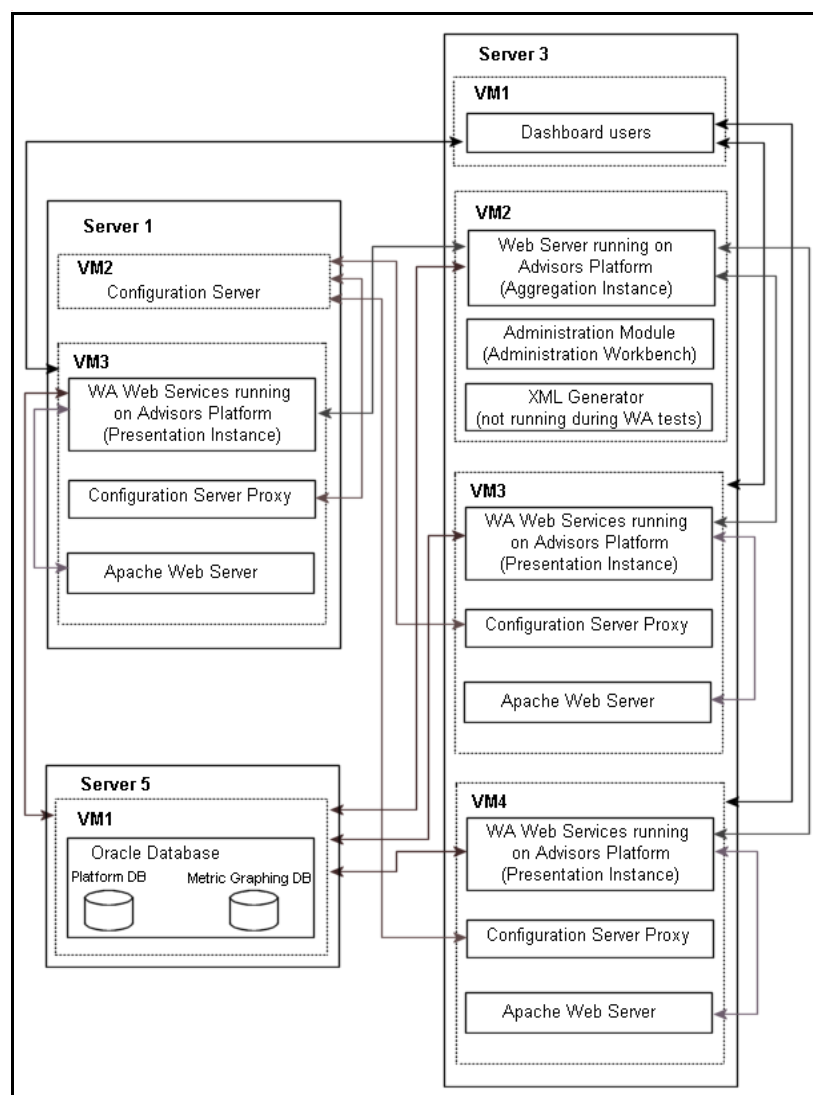 Server 1
VM2
Configuration Server
VM3
WA Web Services running
on Advisors Platform
(Presentation Instance)
Configuration Server Proxy
Apache Web Server
Server 5
VM1
Oracle Database
Platform DB
Metric Graphing DB
Server 3
VM1
Dashboard users
VM2
Web Server running on
Advisors Platform
(Aggregation Instance)
Administration Module
(Administration Workbench)
XML Generator
(not running during WA tests)
VM3
WA Web Services running
on Advisors Platform
(Presentation Instance)
Configuration Server Proxy
Apache Web Server
VM4
WA Web Services running
on Advisors Platform
(Presentation Instance)
Configuration Server Proxy
Apache Web Server